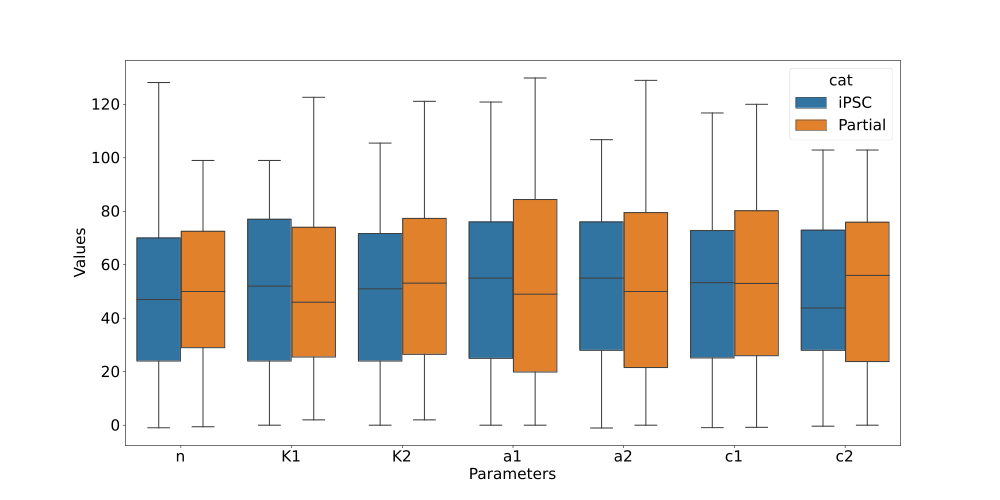 cat
iPSC
Partial
120
100
80
60
40
20
0
Values
n K1 K2 a1 a2 c1 c2
Parameters